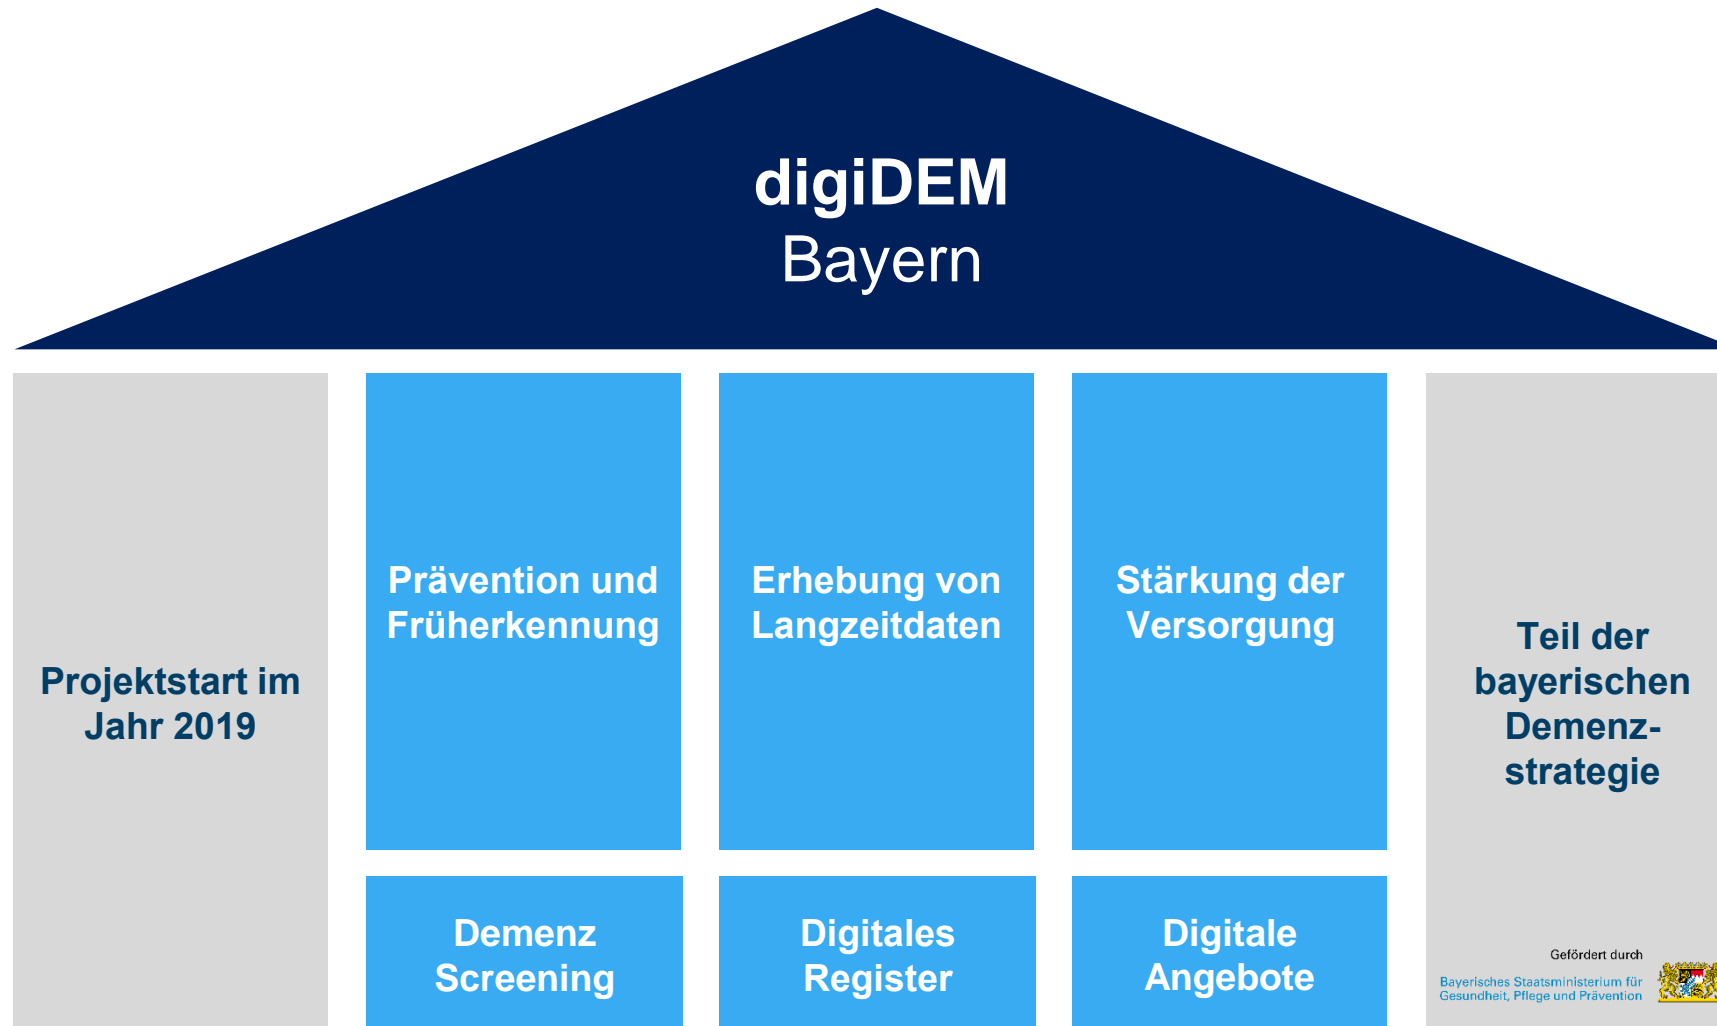 digiDEM
Bayern
Projektstart im
Jahr 2019
Prävention und
Früherkennung
Erhebung von
Langzeitdaten
Stärkung der
Versorgung
Teil der
bayerischen
Demenz-
strategie
Demenz
Screening
Digitales
Register
Digitale
Angebote
Gefördert durch
Bayerisches Staatsministerium für
Gesundheit, Pflege und Prävention